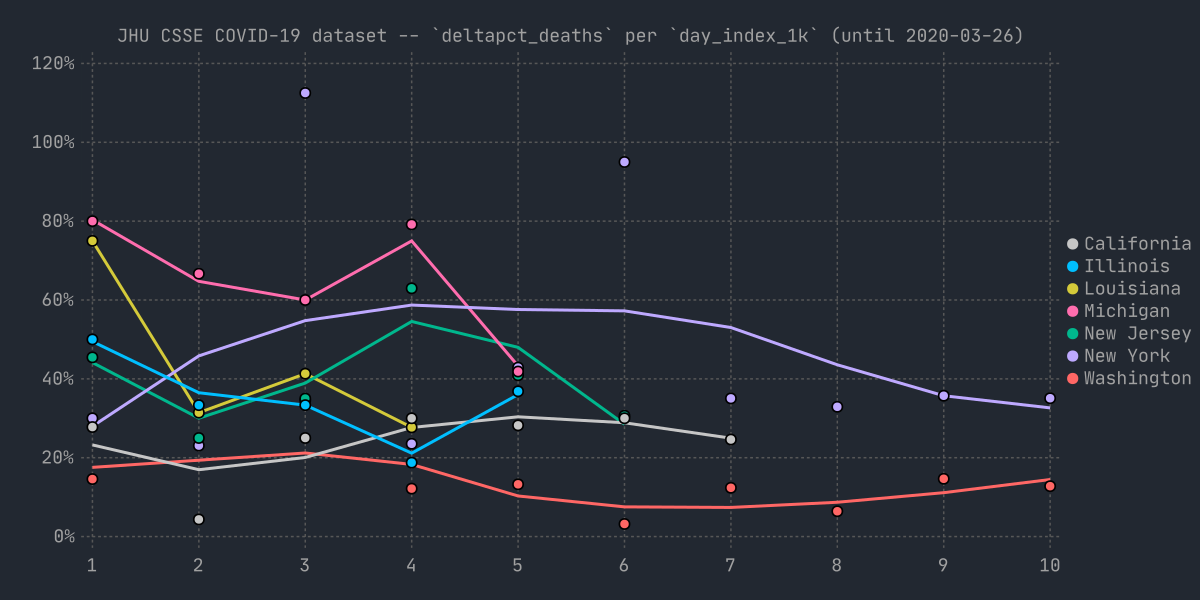 JHU CSSE COVID-19 dataset -- `deltapct_deaths` per `day_index_1k` (until 2020-03-26)
120%
100%
80%
60%
40%
20%
0%
1 2 3 4 5 6 7 8 9 10
California
Illinois
Louisiana
Michigan
New Jersey
New York
Washington